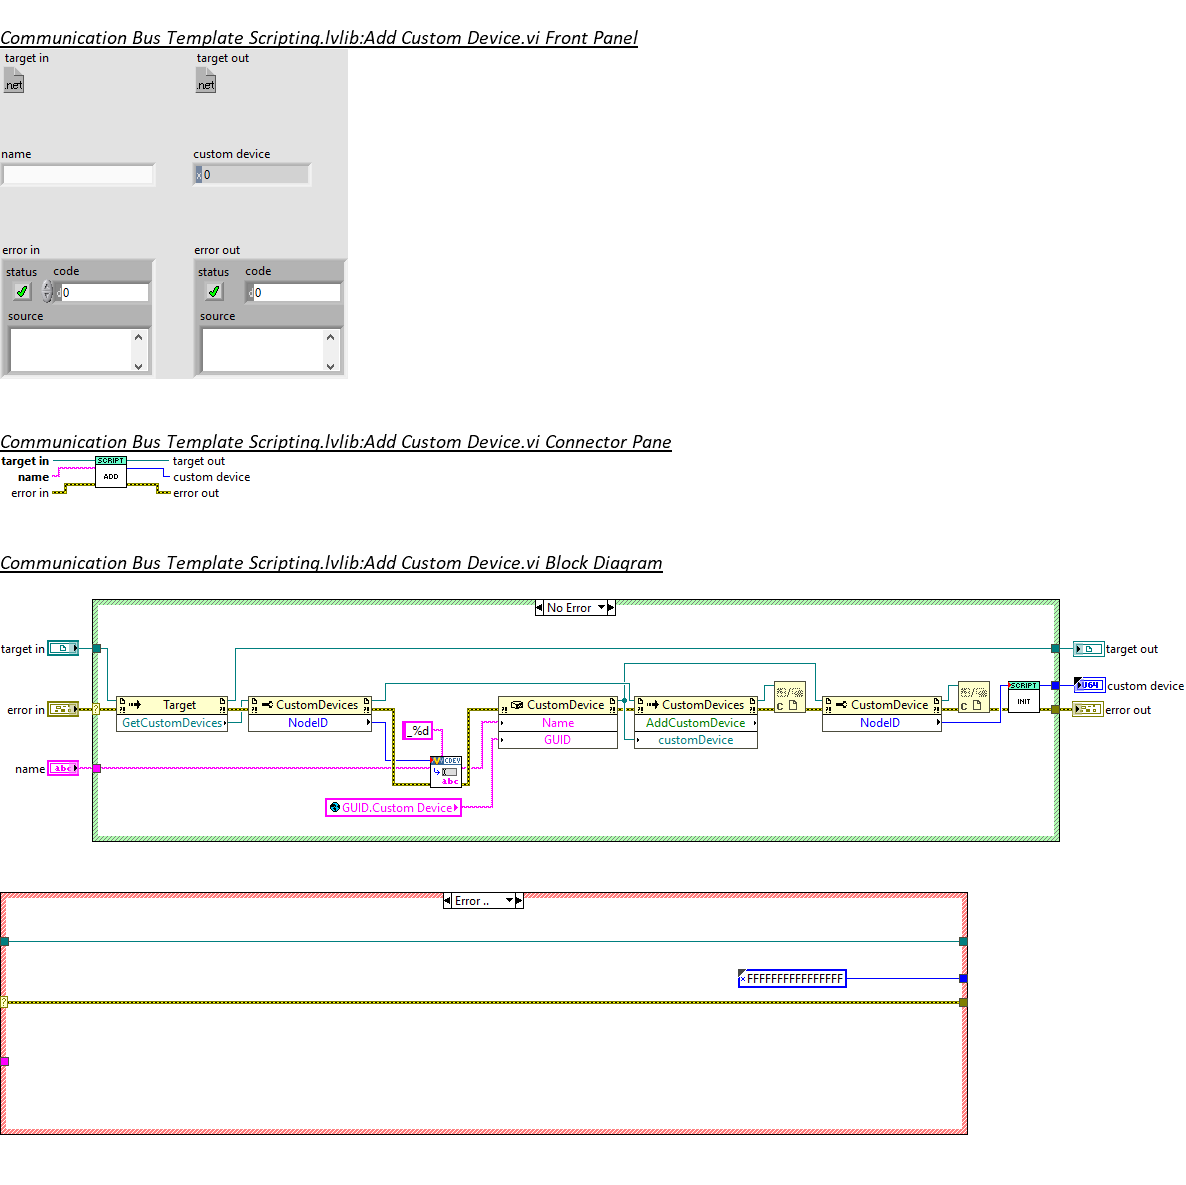 Communication Bus Template Scripting.lvlib:Add Custom Device.vi Front Panel
target in
target out
.net
.net
name
custom device
x 0
error in
error out
status code
status code
d 0
d 0
source
source
Communication Bus Template Scripting.lvlib:Add Custom Device.vi Connector Pane
target in
SCRIPT
target out
name
ADD
custom device
error in
error out
Communication Bus Template Scripting.lvlib:Add Custom Device.vi Block Diagram
No Error
target in
target out
SCRIPT
U64
custom device
error in
Target
CustomDevices
CustomDevice
CustomDevices
CustomDevice
INIT
error out
GetCustomDevices
NodeID
Name
AddCustomDevice
NodeID
_%d
GUID
customDevice
name
abc
CDEV
abc
GUID.Custom Device
Error ..
x FFFFFFFFFFFFFFFF
?